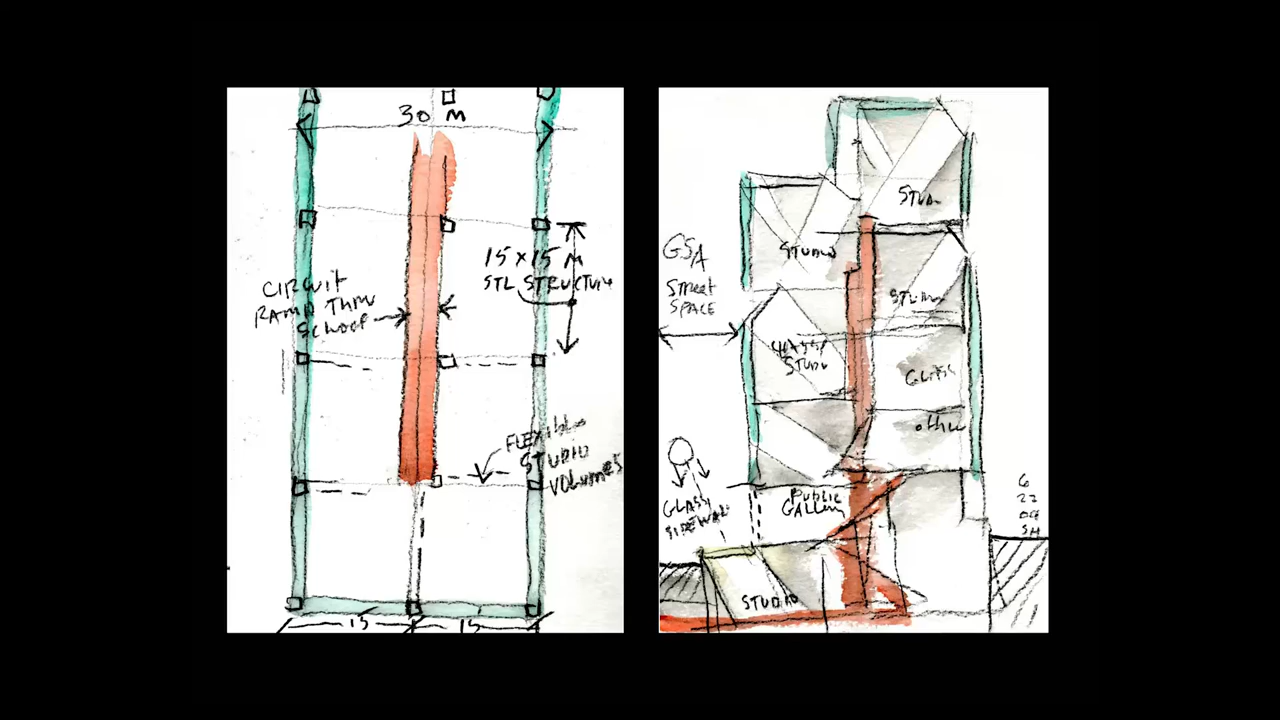 30 M
15 x 15 M
STL STRUCTURE
CIRCUIT
RAMP THRU
SCHOOL
FLEXIBLE
STUDIO
VOLUMES
15
15
STUDIO
GSA
STREET
SPACE
STUDIO
GLASS
other
PUBLIC
GALLERY
GLASS
SIDEWALK
STUDIO
6
22
SH